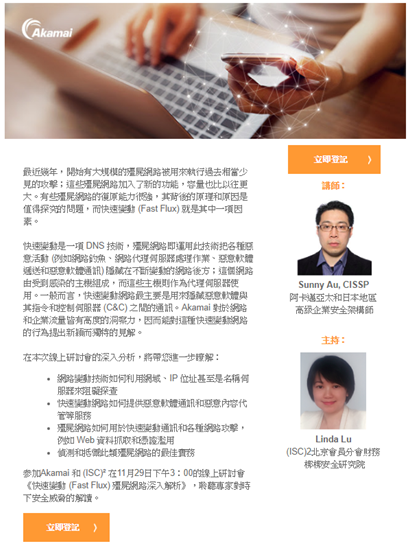 Akamai
最近幾年，開始有大規模的殭屍網路被用來執行過去相當少
見的攻擊；這些殭屍網路加入了新的功能，容量也比以往更
大。有些殭屍網路的復原能力很強，其背後的原理和原因是
值得探究的問題，而快速變動 (Fast Flux) 就是其中一項因
素。
快速變動是一項 DNS 技術，殭屍網路即運用此技術把各種惡
意活動 (例如網路釣魚、網路代理伺服器處理作業、惡意軟體
遞送和惡意軟體通訊) 隱藏在不斷變動的網路後方；這個網路
由受到感染的主機組成，而這些主機則作為代理伺服器使
用。一般而言，快速變動網路最主要是用來隱藏惡意軟體與
其指令和控制伺服器 (C&C) 之間的通訊。Akamai 對於網路
和企業流量皆有高度的洞察力，因而能對這種快速變動網路
的行為提出新穎而獨特的見解。
在本次線上研討會的深入分析，將帶您進一步瞭解：
• 網路變動技術如何利用網域、IP 位址甚至是名稱伺
服器來阻礙探查
• 快速變動網路如何提供惡意軟體通訊和惡意內容代
管等服務
• 殭屍網路如何用於快速變動通訊和各種網路攻擊，
例如 Web 資料抓取和憑證濫用
• 偵測和抵禦此類殭屍網路的最佳實務
參加Akamai 和 (ISC)² 在11月29日下午3：00的線上研討會
《快速變動 (Fast Flux) 殭屍網路深入解析》，聆聽專家對時
下安全威脅的解讀。
立即登記
立即登記 〉
講師：
Sunny Au, CISSP
阿卡邁亞太和日本地區
高級企業安全架構師
主持：
Linda Lu
(ISC)2北京會員分會財務
梆梆安全研究院